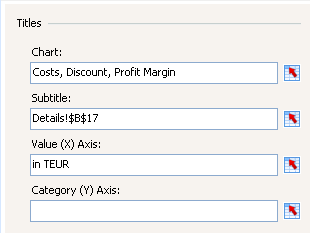 Titles
Chart:
Costs, Discount, Profit Margin
Subtitle:
Details!$B$17
Value (X) Axis:
in TEUR
Category (Y) Axis: